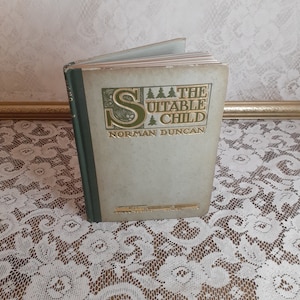 THE
SUITABLE
CHILD
NORMAN DUNCAN